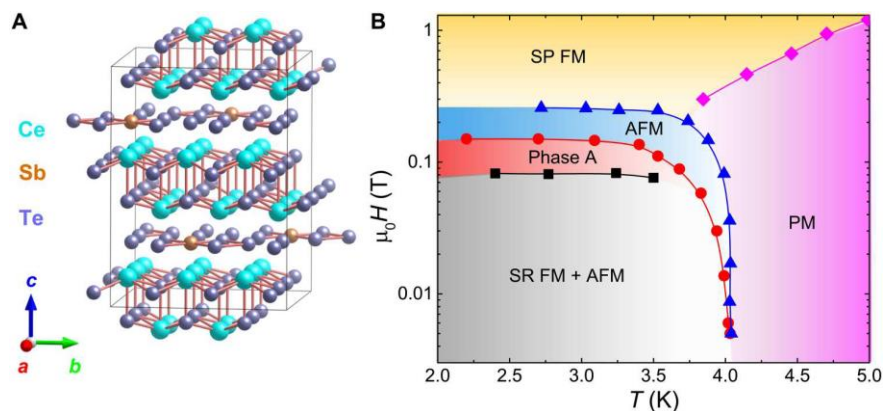 A
Ce
Sb
Te
c
a
b
B
μ₀H (T)
1
0.1
0.01
SP FM
AFM
Phase A
SR FM + AFM
PM
2.0 2.5 3.0 3.5 4.0 4.5 5.0
T (K)